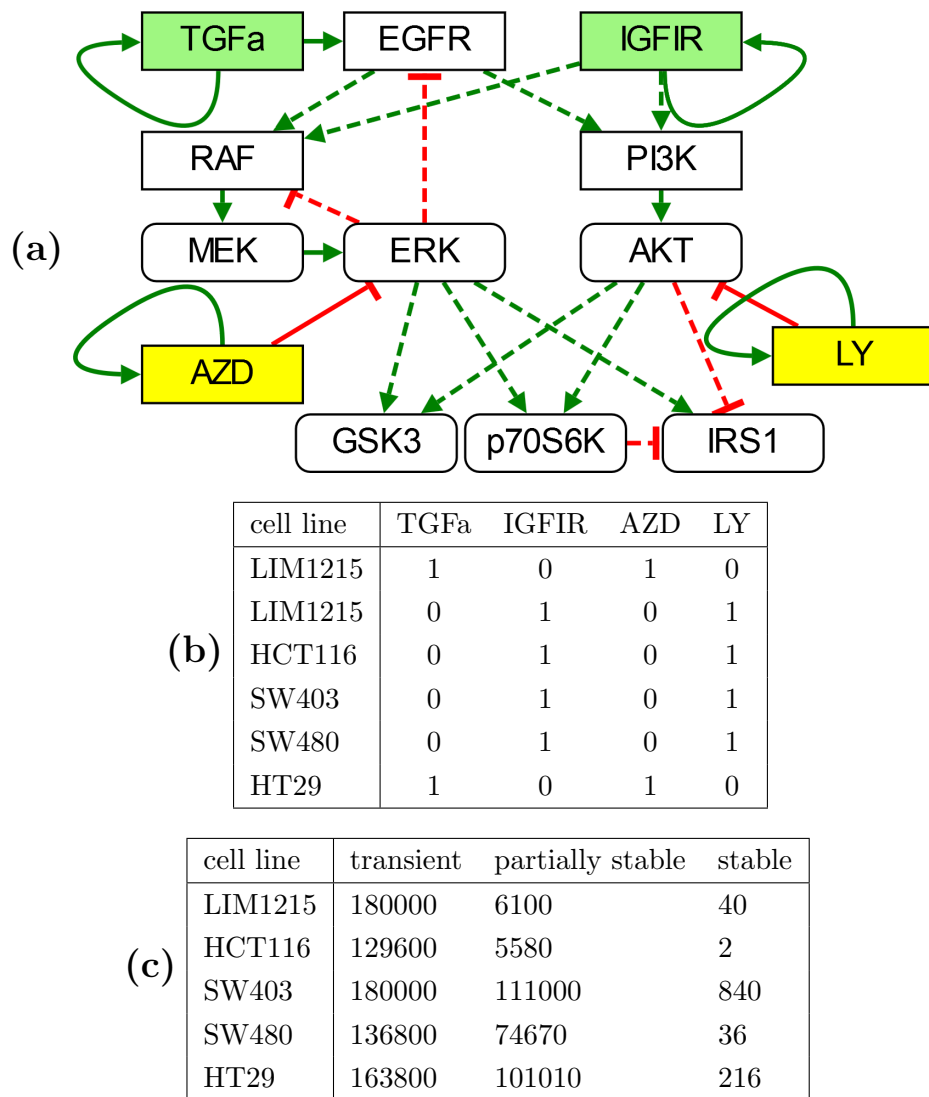 TGFa EGFR IGFIR
RAF PI3K
(a) MEK ERK AKT
AZD LY
GSK3 p70S6K IRS1
(b)
cell line TGFa IGFIR AZD LY
LIM1215 1 0 1 0
LIM1215 0 1 0 1
HCT116 0 1 0 1
SW403 0 1 0 1
SW480 0 1 0 1
HT29 1 0 1 0
(c)
cell line transient partially stable stable
LIM1215 180000 6100 40
HCT116 129600 5580 2
SW403 180000 111000 840
SW480 136800 74670 36
HT29 163800 101010 216